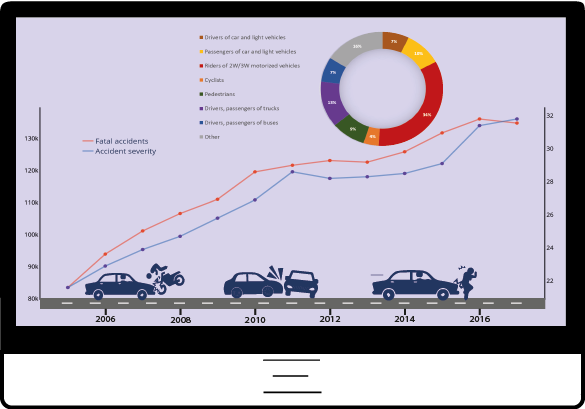 Drivers of car and light vehicles
Passengers of car and light vehicles
Riders of 2W/3W motorized vehicles
Cyclists
Pedestrians
Drivers, passengers of trucks
Drivers, passengers of buses
Other
7%
10%
34%
4%
9%
13%
7%
16%
Fatal accidents
Accident severity
130k
120k
110k
100k
90k
80k
32
30
28
26
24
22
2006
2008
2010
2012
2014
2016